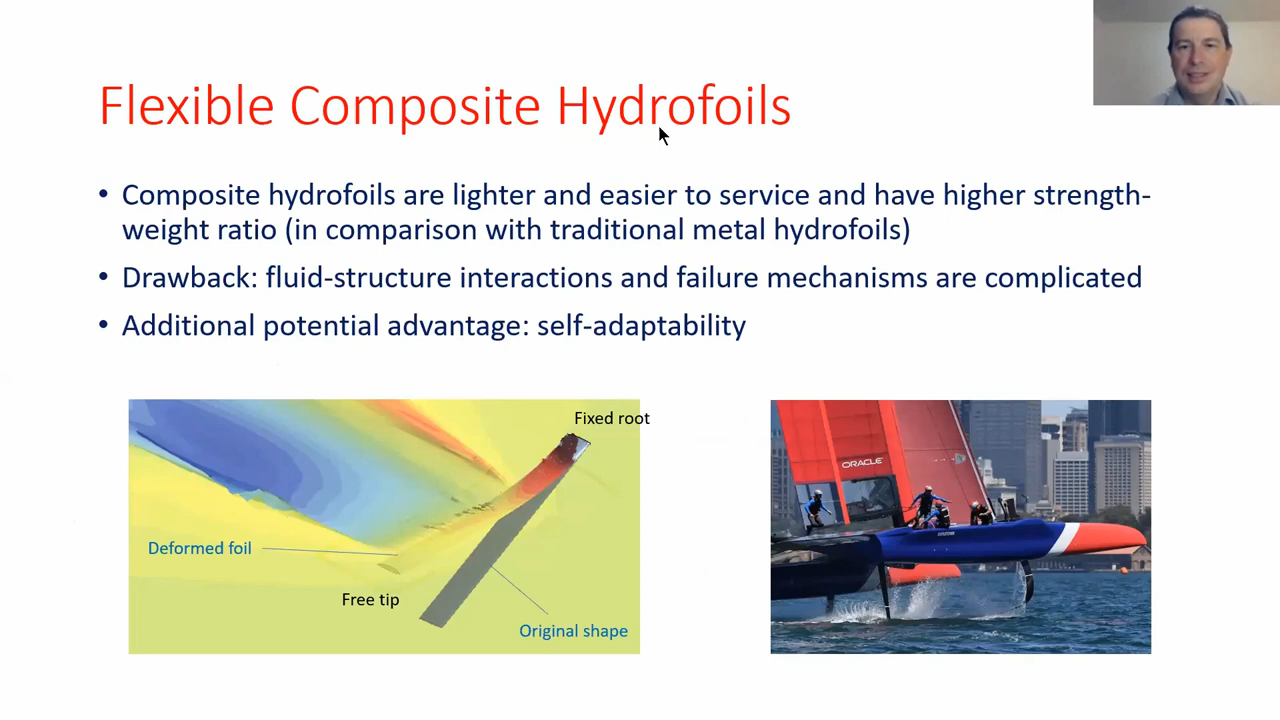 Flexible Composite Hydrofoils
• Composite hydrofoils are lighter and easier to service and have higher strength-
weight ratio (in comparison with traditional metal hydrofoils)
• Drawback: fluid-structure interactions and failure mechanisms are complicated
• Additional potential advantage: self-adaptability
Fixed root
Deformed foil
Free tip
Original shape
ORACLE